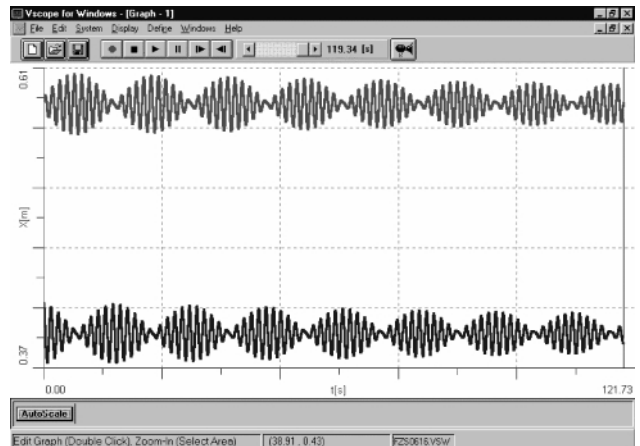 Vscope for Windows - [Graph - 1]
File Edit System Display Define Windows Help
119.34 [s]
0.61
X[m]
0.37
0.00 t[s] 121.73
AutoScale
Edit Graph (Double Click), Zoom-In (Select Area) (38.91 , 0.43) FZS0616.VSW